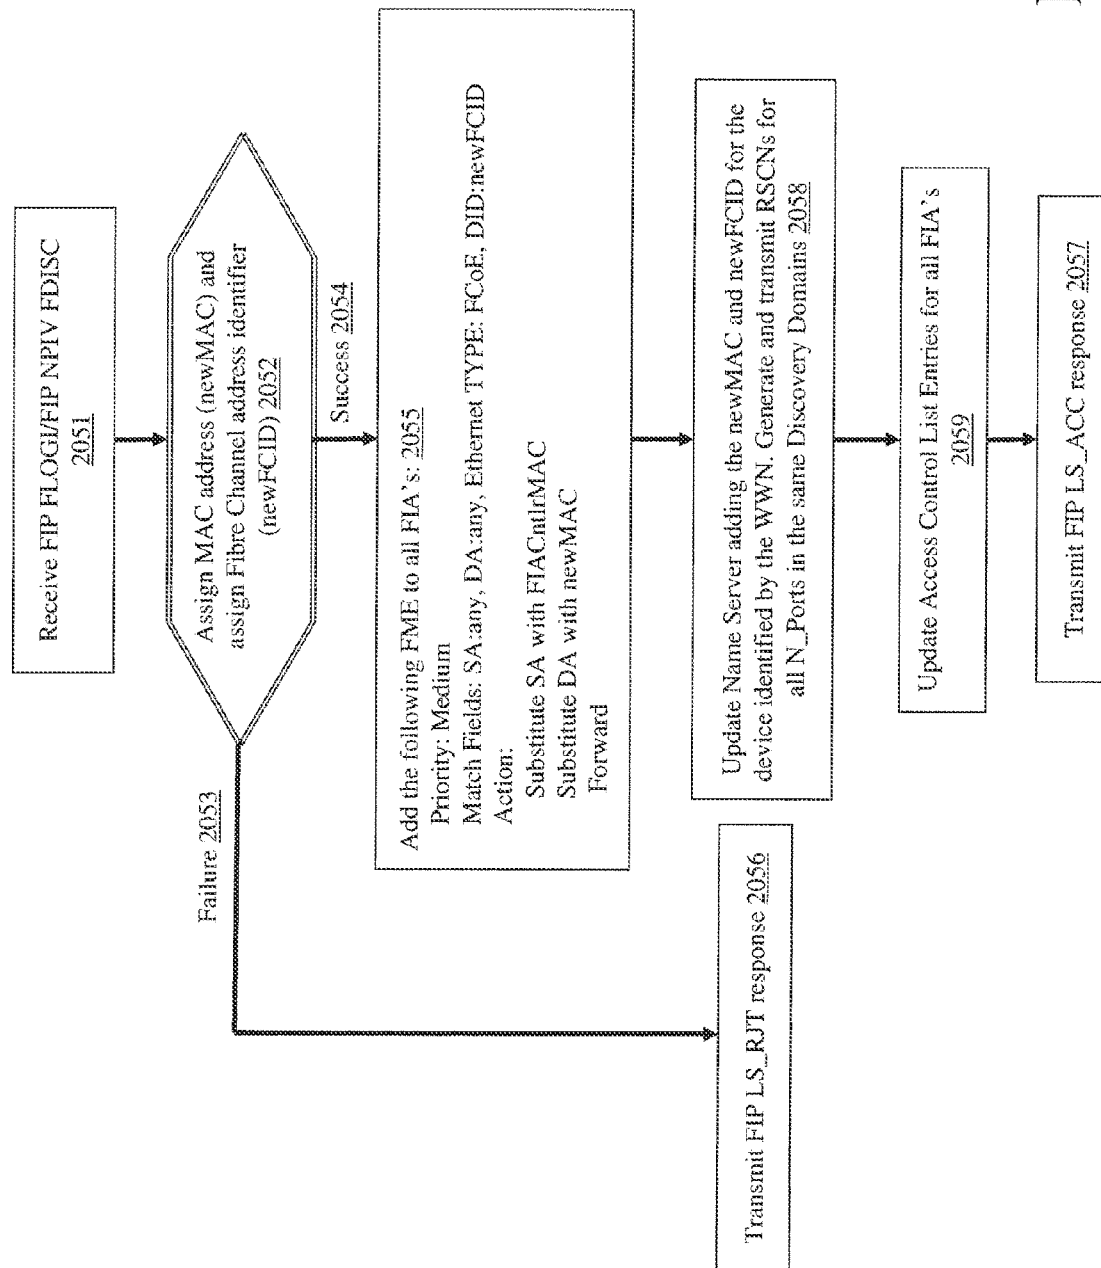 Receive FIP FLOGI/FIP NPIV FDISC
2051
Assign MAC address (newMAC) and
assign Fibre Channel address identifier
(newFCID) 2052
Failure 2053
Success 2054
Add the following FME to all FIA's: 2055
Priority: Medium
Match Fields: SA:any, DA:any, Ethernet TYPE: FCoE, DID:newFCID
Action:
Substitute SA with FIACntlrMAC
Substitute DA with newMAC
Forward
Transmit FIP LS_RJT response 2056
Update Name Server adding the newMAC and newFCID for the
device identified by the WWN. Generate and transmit RSCNs for
all N_Ports in the same Discovery Domains 2058
Update Access Control List Entries for all FIA's
2059
Transmit FIP LS_ACC response 2057